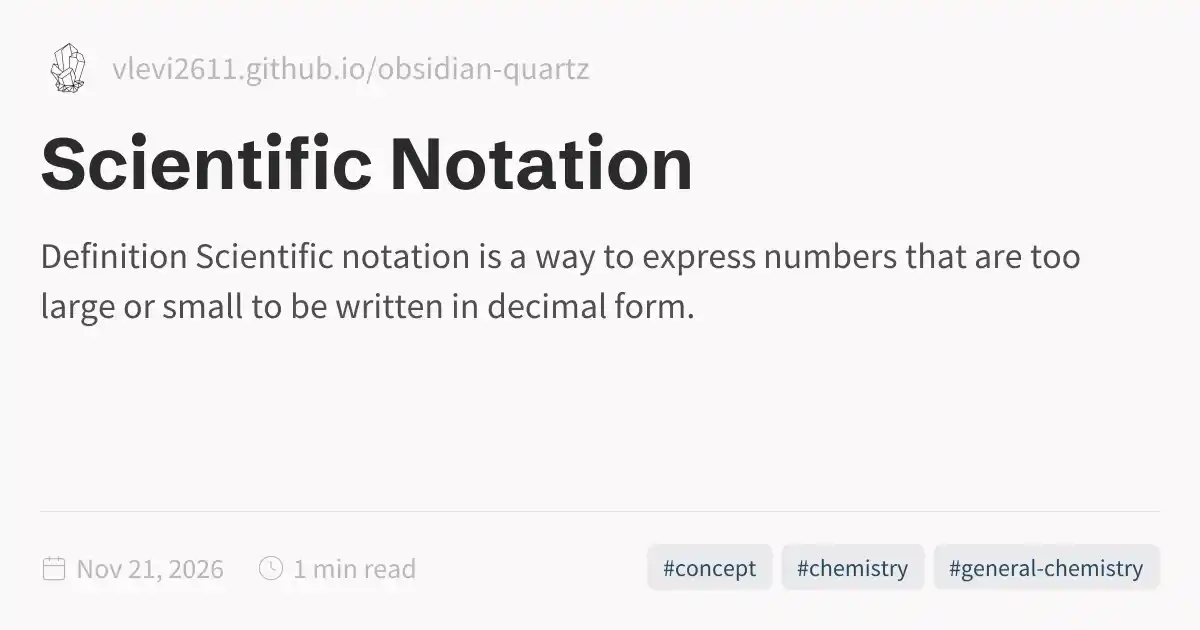 vlevi2611.github.io/obsidian-quartz
Scientific Notation
Definition Scientific notation is a way to express numbers that are too
large or small to be written in decimal form.
Nov 21, 2026 1 min read #concept #chemistry #general-chemistry